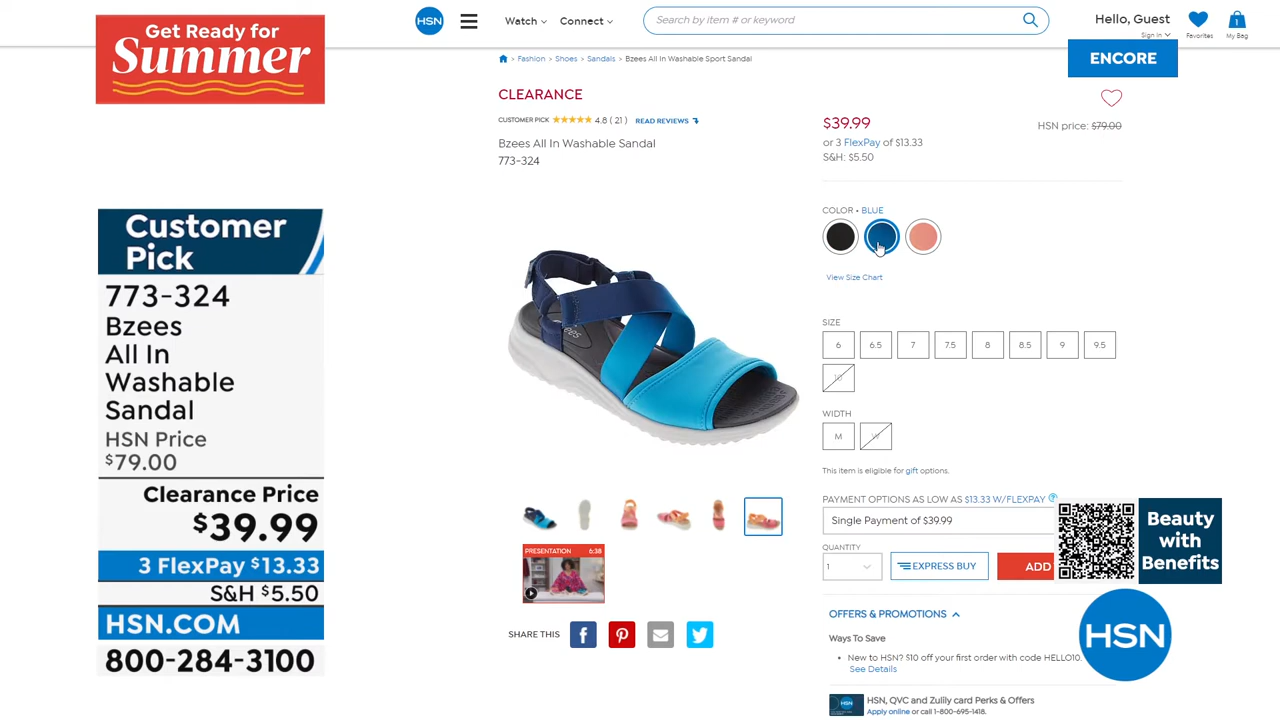 Get Ready for
Summer
HSN
Watch
Connect
Search by item # or keyword
Hello, Guest
Sign in
Favorites
1
My Bag
ENCORE
> Fashion > Shoes > Sandals > Bzees All In Washable Sport Sandal
CLEARANCE
CUSTOMER PICK 4.8 ( 21 ) READ REVIEWS
Bzees All In Washable Sandal
773-324
$39.99
HSN price: $79.00
or 3 FlexPay of $13.33
S&H: $5.50
COLOR • BLUE
View Size Chart
SIZE
6 6.5 7 7.5 8 8.5 9 9.5
10
WIDTH
M W
This item is eligible for gift options.
PAYMENT OPTIONS AS LOW AS $13.33 W/FLEXPAY
Single Payment of $39.99
QUANTITY
1
EXPRESS BUY
ADD
OFFERS & PROMOTIONS
Ways To Save
• New to HSN? $10 off your first order with code HELLO10.
See Details
HSN, QVC and Zulily card Perks & Offers
Apply online or call 1-800-695-1418.
PRESENTATION 6:38
SHARE THIS
Customer
Pick
773-324
Bzees
All In
Washable
Sandal
HSN Price
$79.00
Clearance Price
$39.99
3 FlexPay $13.33
S&H $5.50
HSN.COM
800-284-3100
Beauty
with
Benefits
HSN